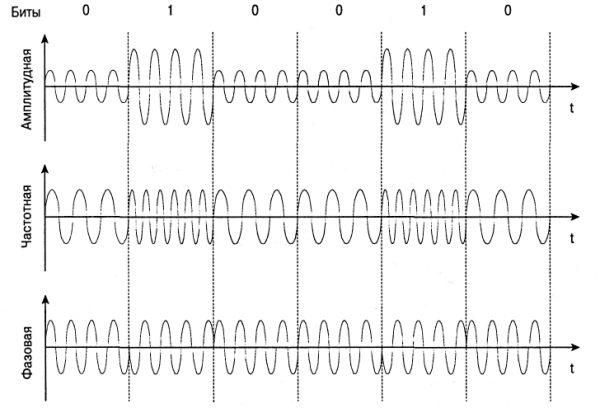 Биты 0 1 0 0 1 0
Амплитудная
t
Частотная
t
Фазовая
t